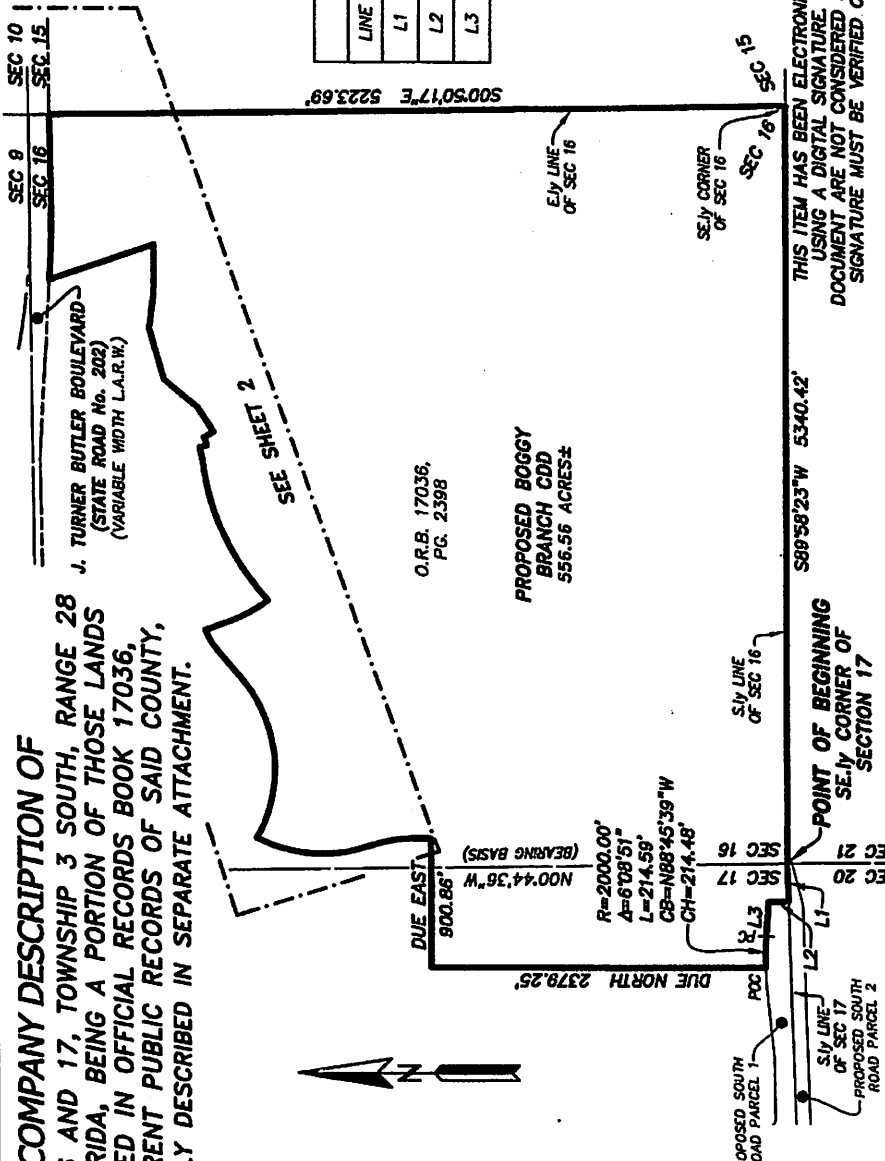 COMPANY DESCRIPTION OF
AND 17, TOWNSHIP 3 SOUTH, RANGE 28
RIDA, BEING A PORTION OF THOSE LANDS
ED IN OFFICIAL RECORDS BOOK 17036,
RENT PUBLIC RECORDS OF SAID COUNTY,
LY DESCRIBED IN SEPARATE ATTACHMENT.
SEC 9
SEC 10
SEC 16
SEC 15
J. TURNER BUTLER BOULEVARD
(STATE ROAD No. 202)
(VARIABLE WIDTH L.A.R.W.)
LINE
L1
L2
L3
SEE SHEET 2
S00°50'17"E 5223.69'
E.ly LINE
OF SEC 16
O.R.B. 17036,
PG. 2398
PROPOSED BOGGY
BRANCH CDD
556.56 ACRES±
DUE EAST
900.86'
N00°44'36"W
(BEARING BASIS)
DUE NORTH 2379.25'
R=2000.00'
Δ=6°08'51"
L=214.59'
CB=N88°45'39"W
CH=214.48'
SE.ly CORNER
OF SEC 16
SEC 16
SEC 15
S.ly LINE
OF SEC 16
S89°58'23"W 5340.42'
POC
PC
L3
SEC 17
SEC 16
L2
L1
SEC 20
SEC 21
POINT OF BEGINNING
SE.ly CORNER OF
SECTION 17
OPOSED SOUTH
OAD PARCEL 1
S.ly LINE
OF SEC 17
PROPOSED SOUTH
ROAD PARCEL 2
N
THIS ITEM HAS BEEN ELECTRONI
USING A DIGITAL SIGNATURE.
DOCUMENT ARE NOT CONSIDERED
SIGNATURE MUST BE VERIFIED O